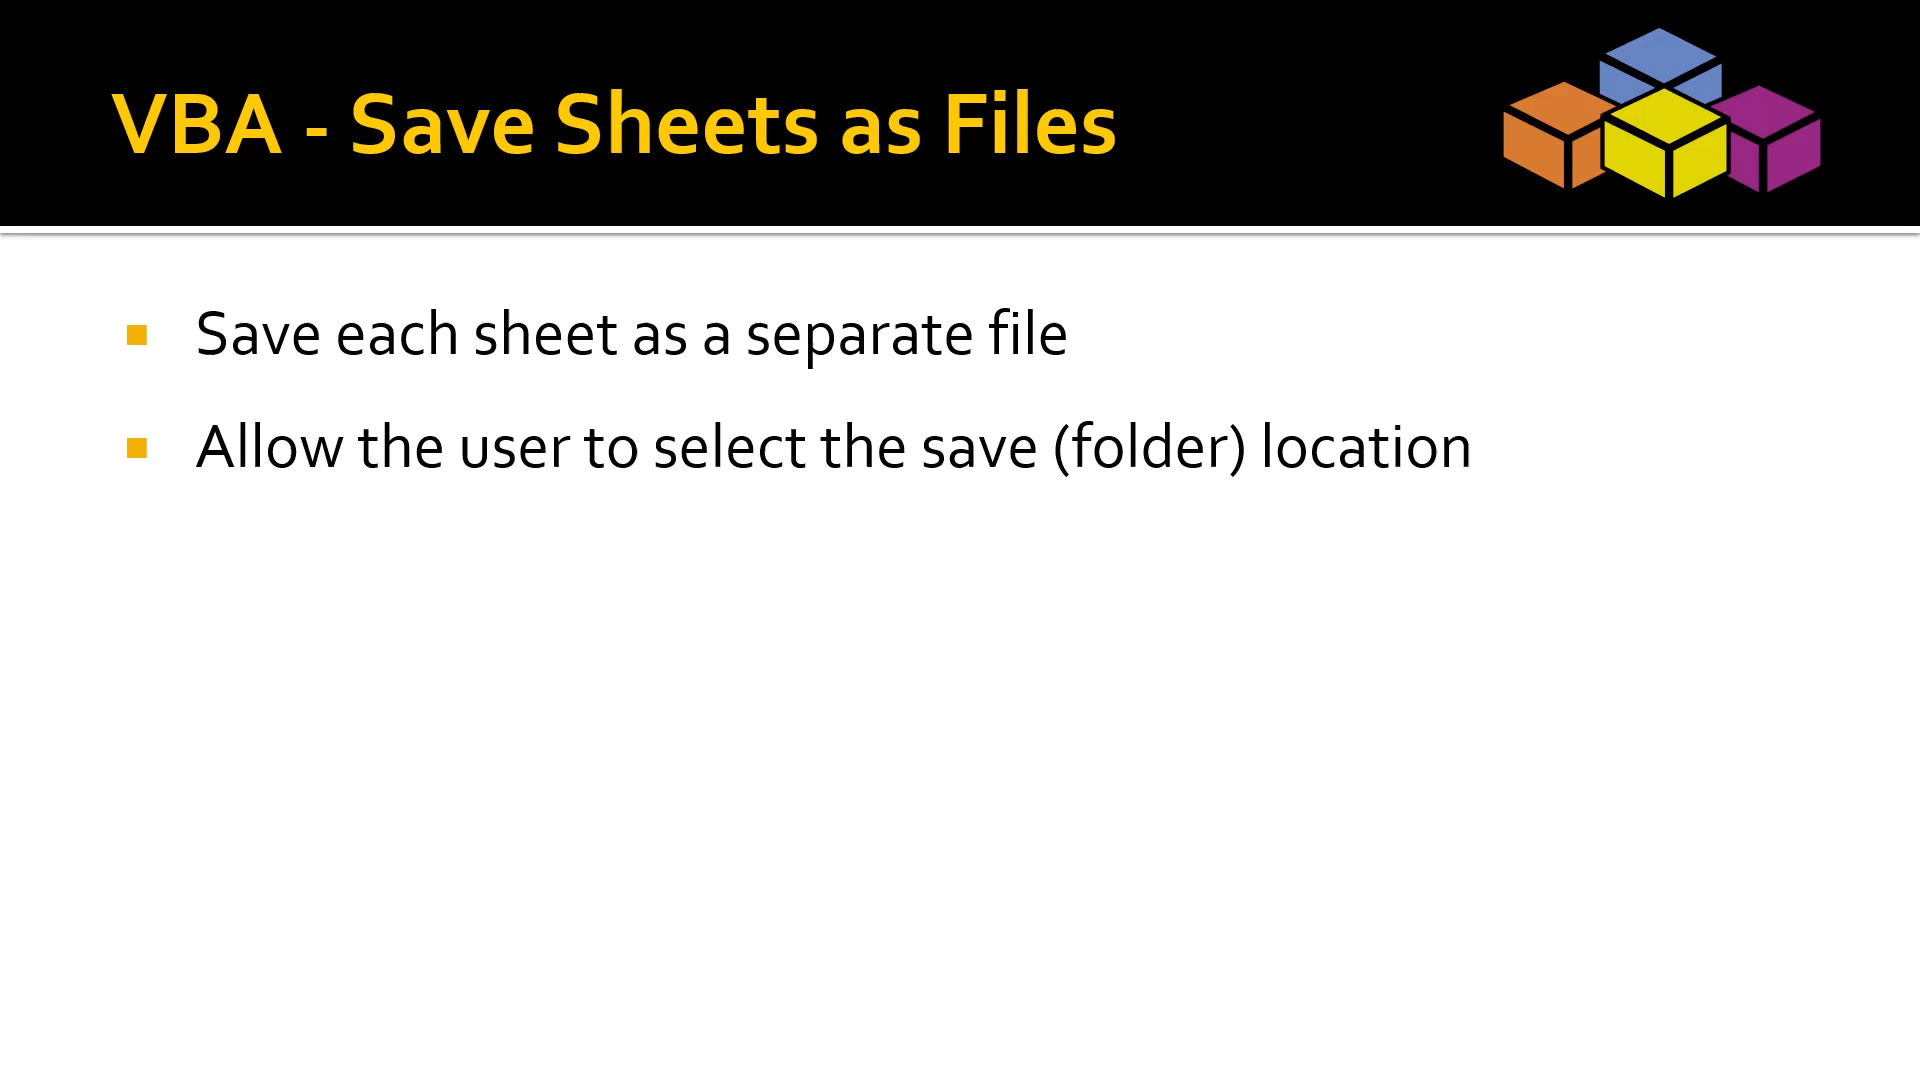 VBA - Save Sheets as Files
Save each sheet as a separate file
Allow the user to select the save (folder) location